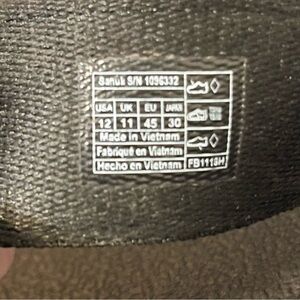 Sanuk S/N 1096332
USA UK EU JAPAN
12 11 45 30
Made in Vietnam
Fabriqué en Vietnam
Hecho en Vietnam
FB1118H